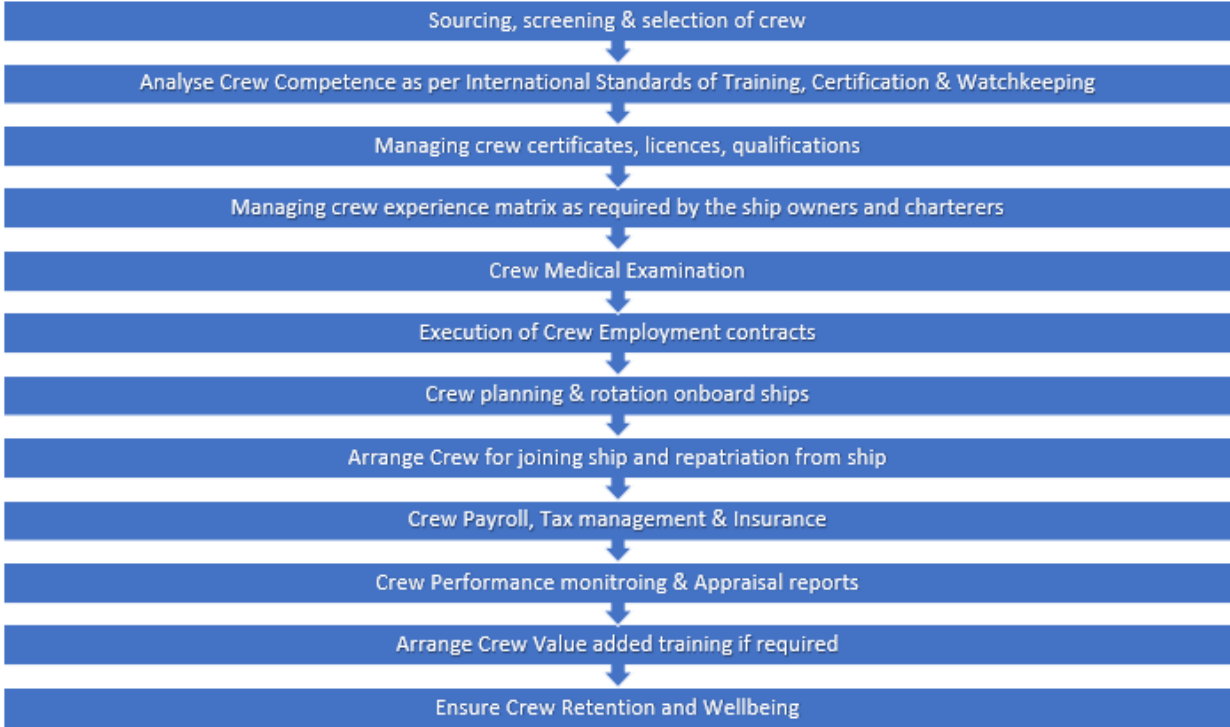 Sourcing, screening & selection of crew
Analyse Crew Competence as per International Standards of Training, Certification & Watchkeeping
Managing crew certificates, licences, qualifications
Managing crew experience matrix as required by the ship owners and charterers
Crew Medical Examination
Execution of Crew Employment contracts
Crew planning & rotation onboard ships
Arrange Crew for joining ship and repatriation from ship
Crew Payroll, Tax management & Insurance
Crew Performance monitroing & Appraisal reports
Arrange Crew Value added training if required
Ensure Crew Retention and Wellbeing